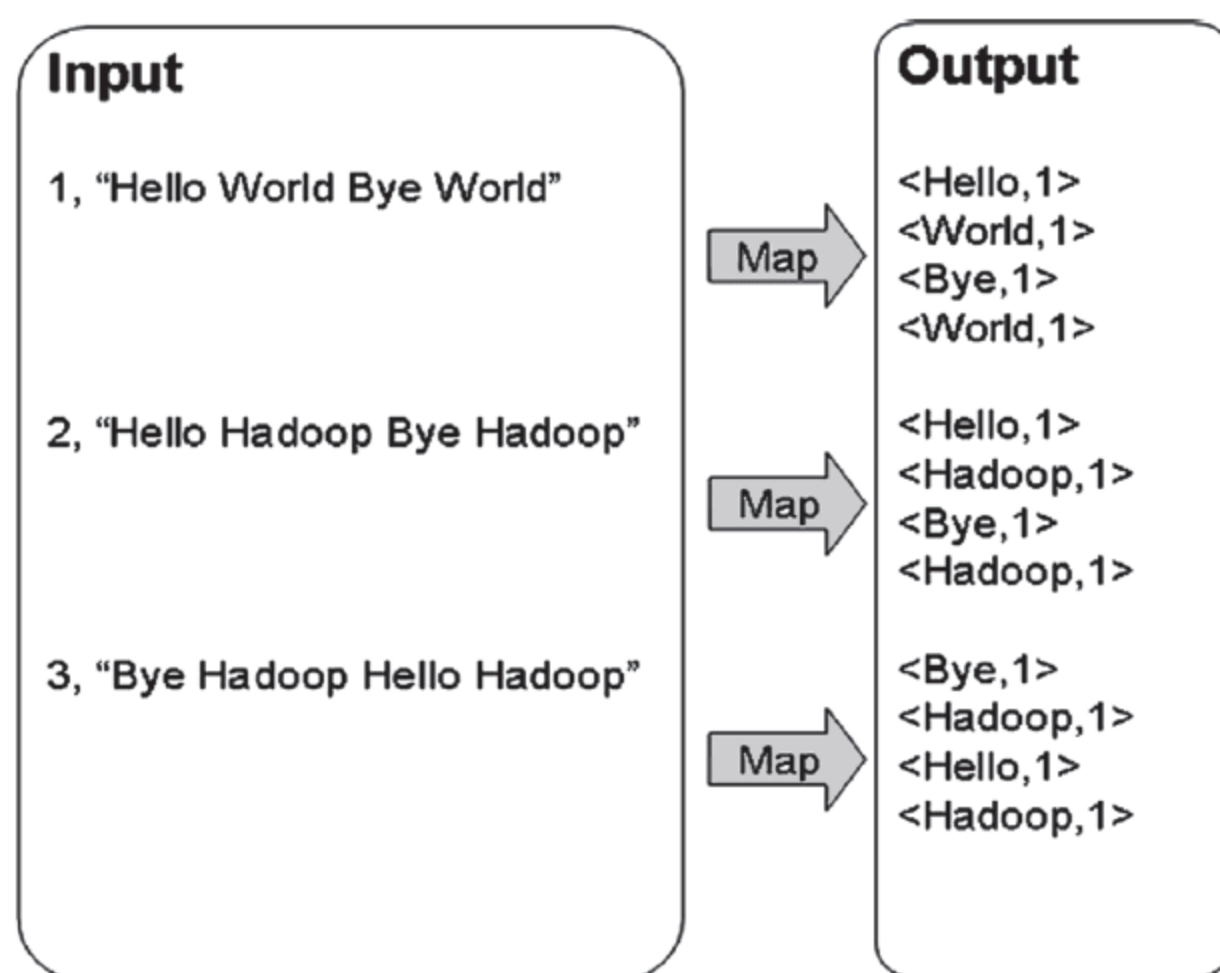 Input
1, “Hello World Bye World”
2, “Hello Hadoop Bye Hadoop”
3, “Bye Hadoop Hello Hadoop”
Map
Map
Map
Output
<Hello,1>
<World,1>
<Bye,1>
<World,1>
<Hello,1>
<Hadoop,1>
<Bye,1>
<Hadoop,1>
<Bye,1>
<Hadoop,1>
<Hello,1>
<Hadoop,1>